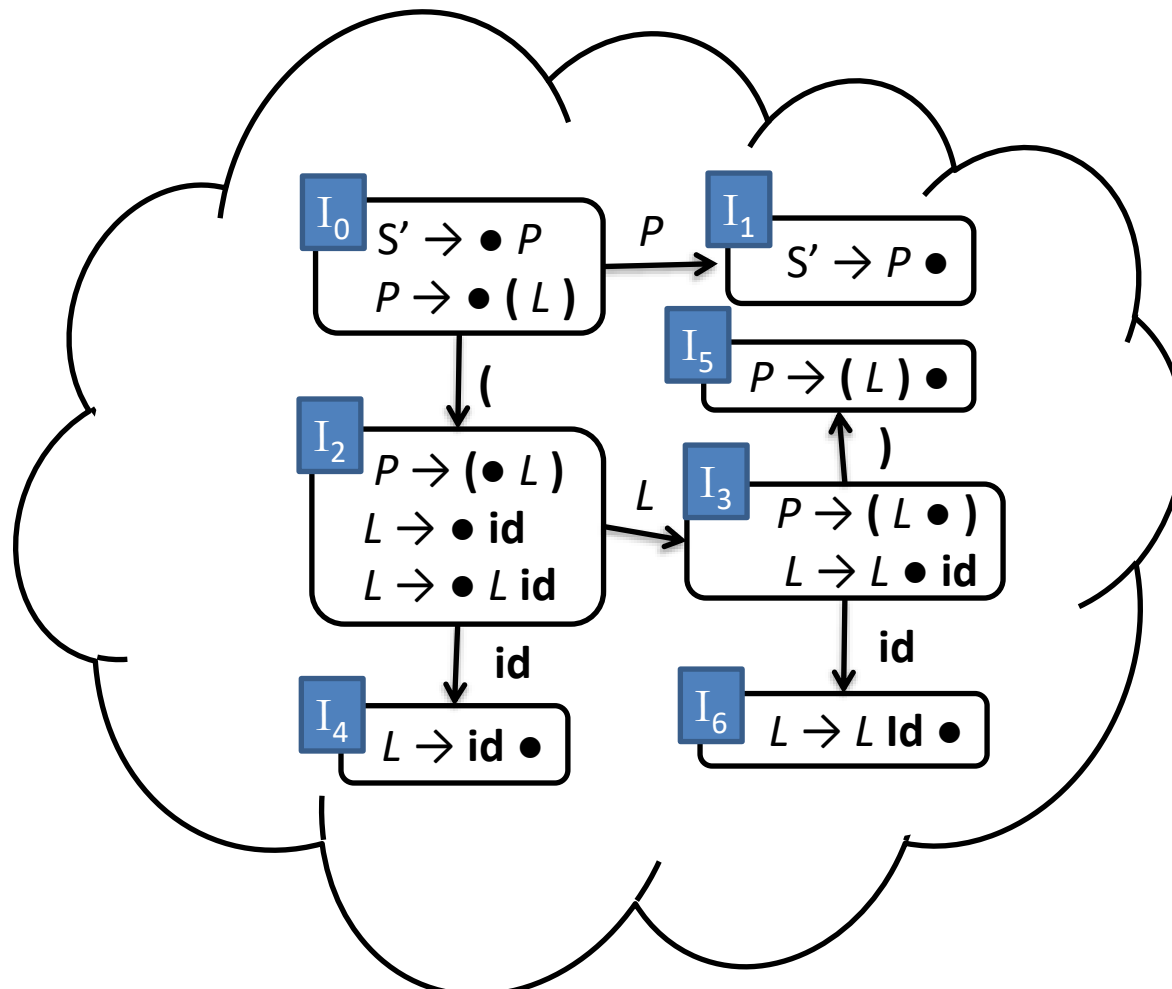 I0
S’ → ● P
P → ● ( L )
P
I1
S’ → P ●
(
I5
P → ( L ) ●
I2
P → (● L )
L → ● id
L → ● L id
L
)
I3
P → ( L ● )
L → L ● id
id
id
I4
L → id ●
I6
L → L Id ●